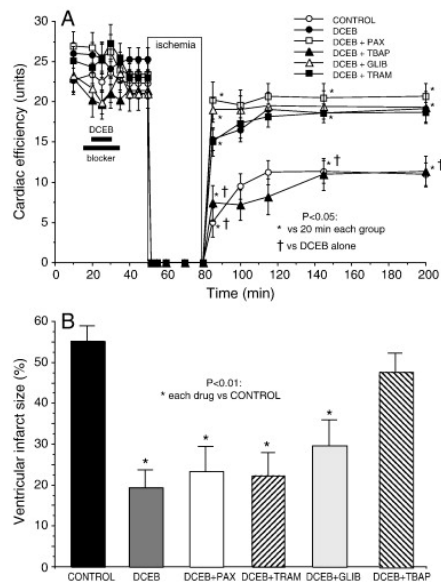 A
Cardiac efficiency (units)
35
30
25
20
15
10
5
0
ischemia
DCEB
blocker
CONTROL
DCEB
DCEB + PAX
DCEB + TBAP
DCEB + GLIB
DCEB + TRAM
*
*
*
*
*
*
*
*
*
* †
* †
*†
* †
P<0.05:
* vs 20 min each group
† vs DCEB alone
0 20 40 60 80 100 120 140 160 180 200
Time (min)
B
Ventricular infarct size (%)
60
50
40
30
20
10
0
P<0.01:
* each drug vs CONTROL
*
*
*
*
CONTROL DCEB DCEB+PAX DCEB+TRAM DCEB+GLIB DCEB+TBAP